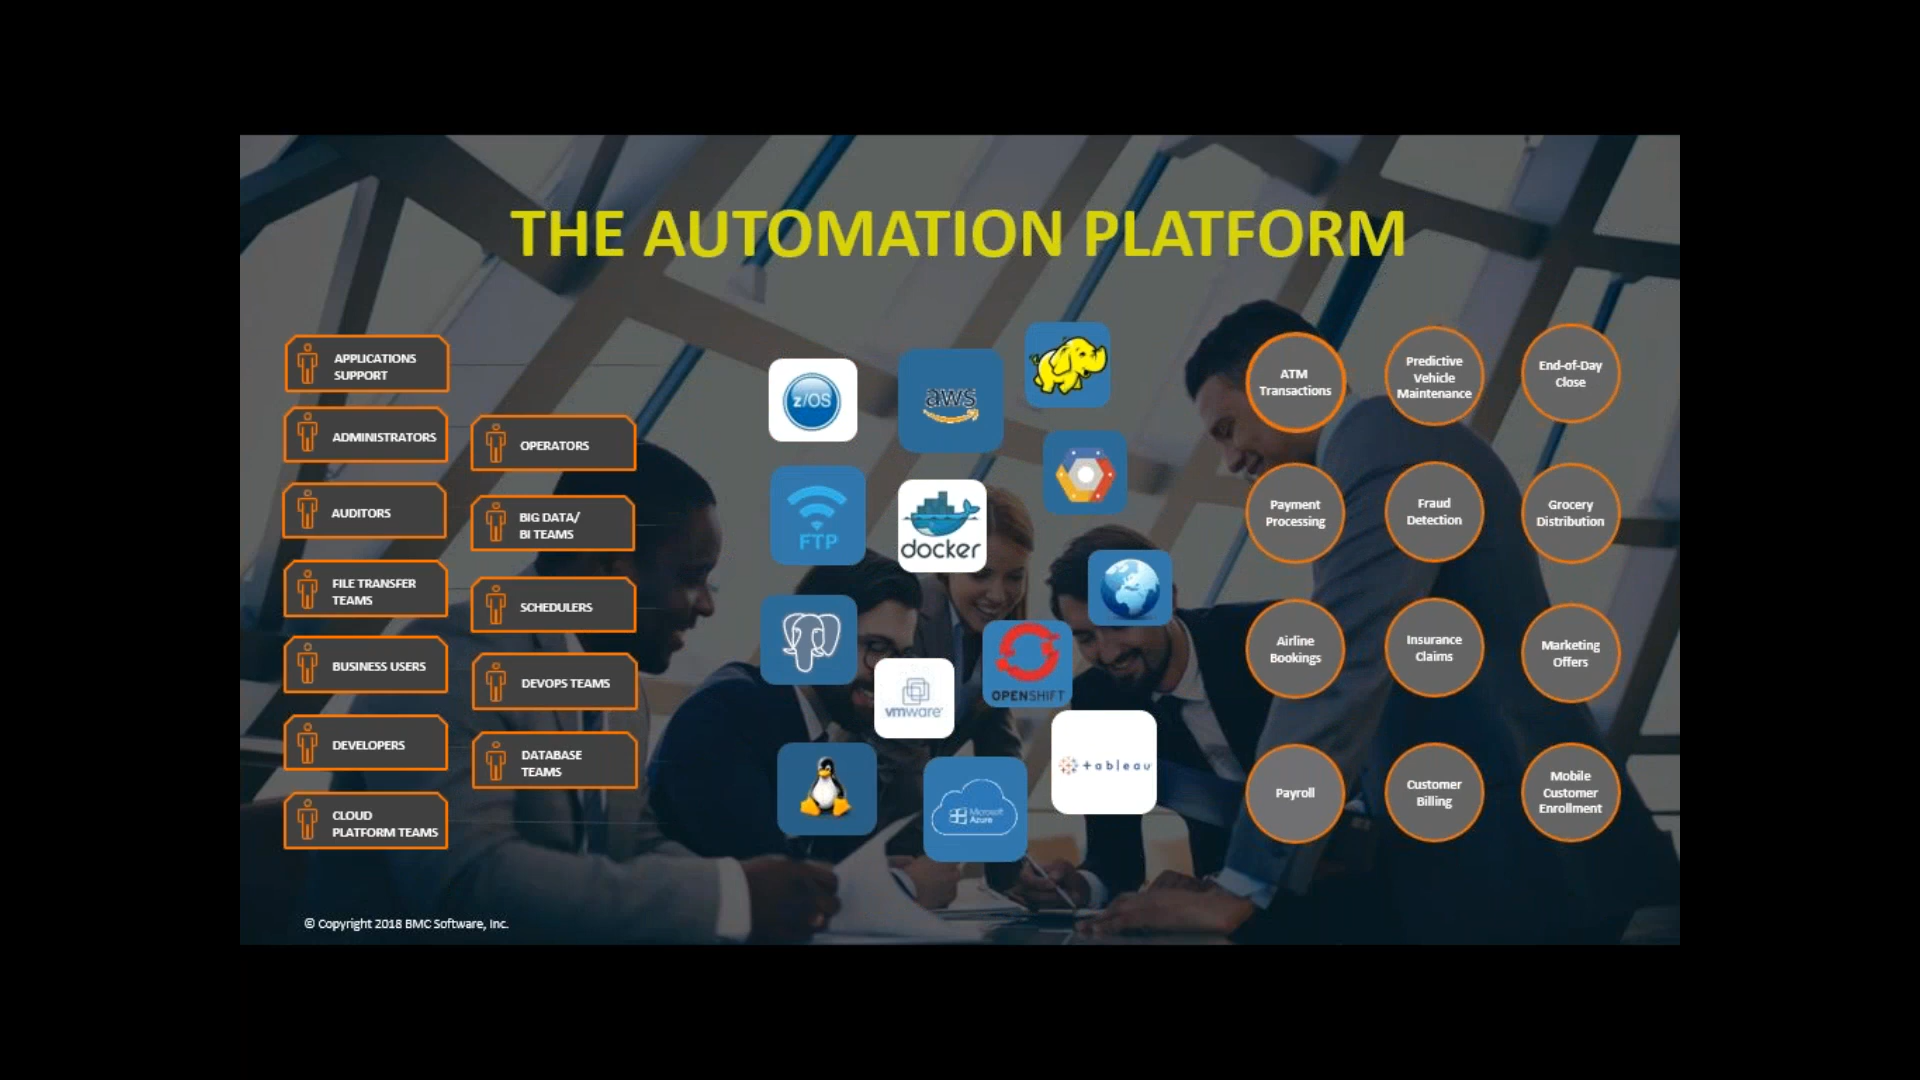 THE AUTOMATION PLATFORM
APPLICATIONS
SUPPORT
ADMINISTRATORS
AUDITORS
FILE TRANSFER
TEAMS
BUSINESS USERS
DEVELOPERS
CLOUD
PLATFORM TEAMS
OPERATORS
BIG DATA/
BI TEAMS
SCHEDULERS
DEVOPS TEAMS
DATABASE
TEAMS
z/OS
aws
FTP
docker
vmware
OPENSHIFT
+ableau
Microsoft
Azure
ATM
Transactions
Predictive
Vehicle
Maintenance
End-of-Day
Close
Payment
Processing
Fraud
Detection
Grocery
Distribution
Airline
Bookings
Insurance
Claims
Marketing
Offers
Payroll
Customer
Billing
Mobile
Customer
Enrollment
© Copyright 2018 BMC Software, Inc.